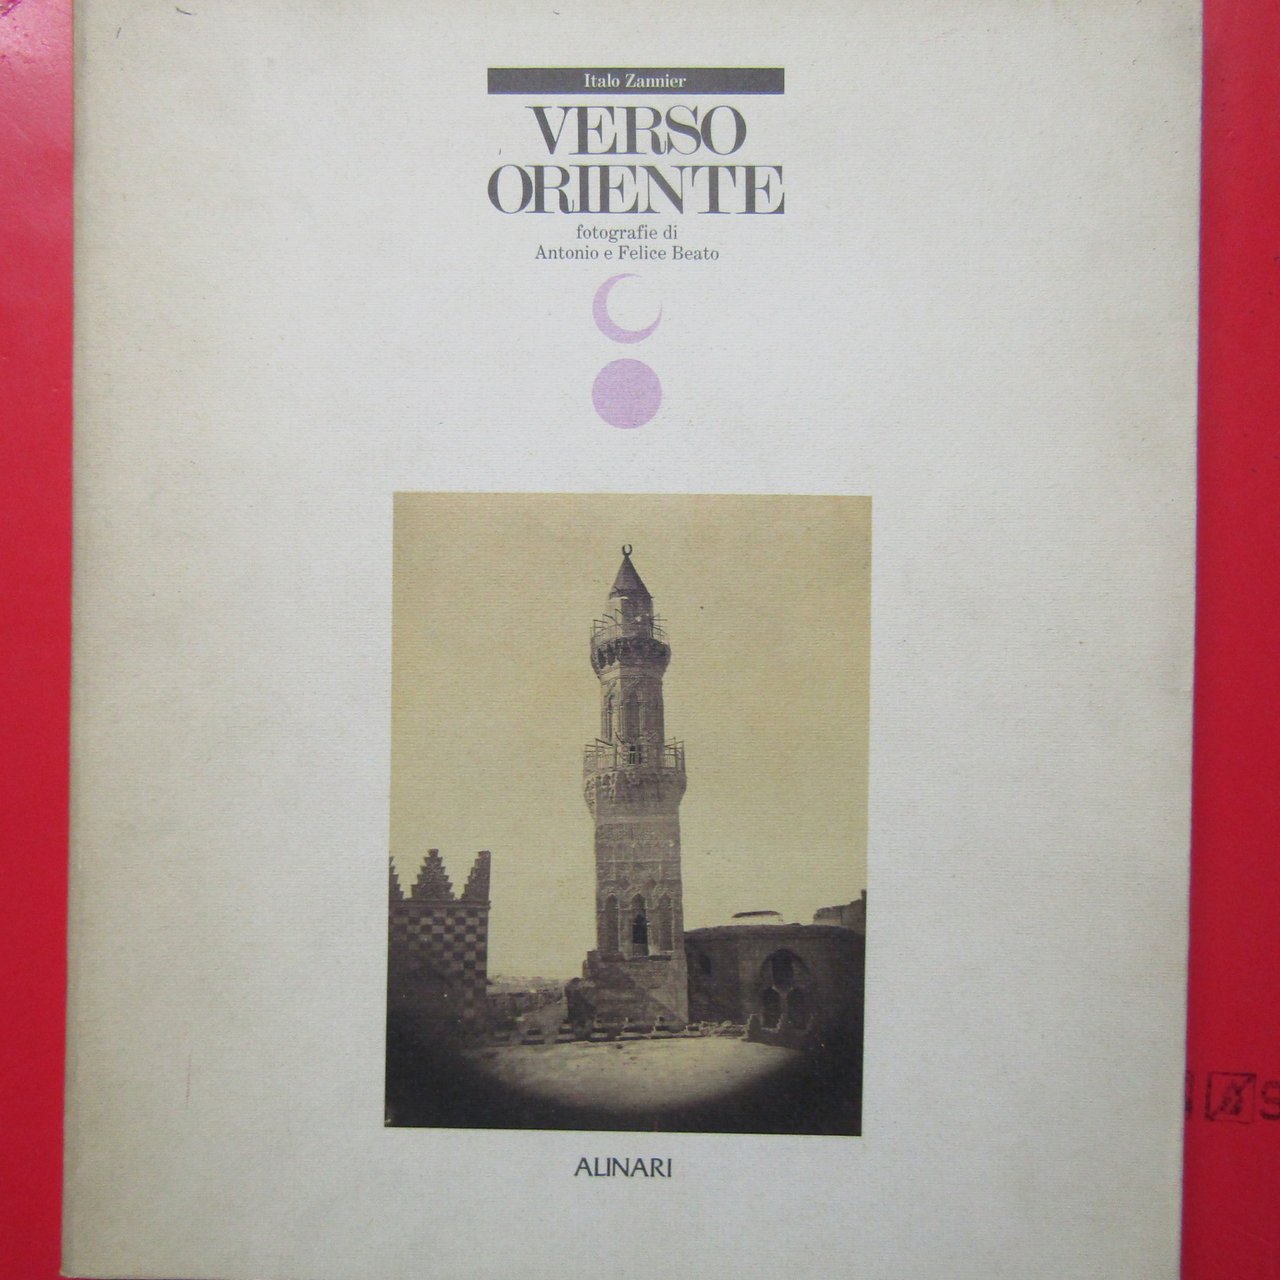 Italo Zannier
VERSO
ORIENTE
fotografie di
Antonio e Felice Beato
ALINARI